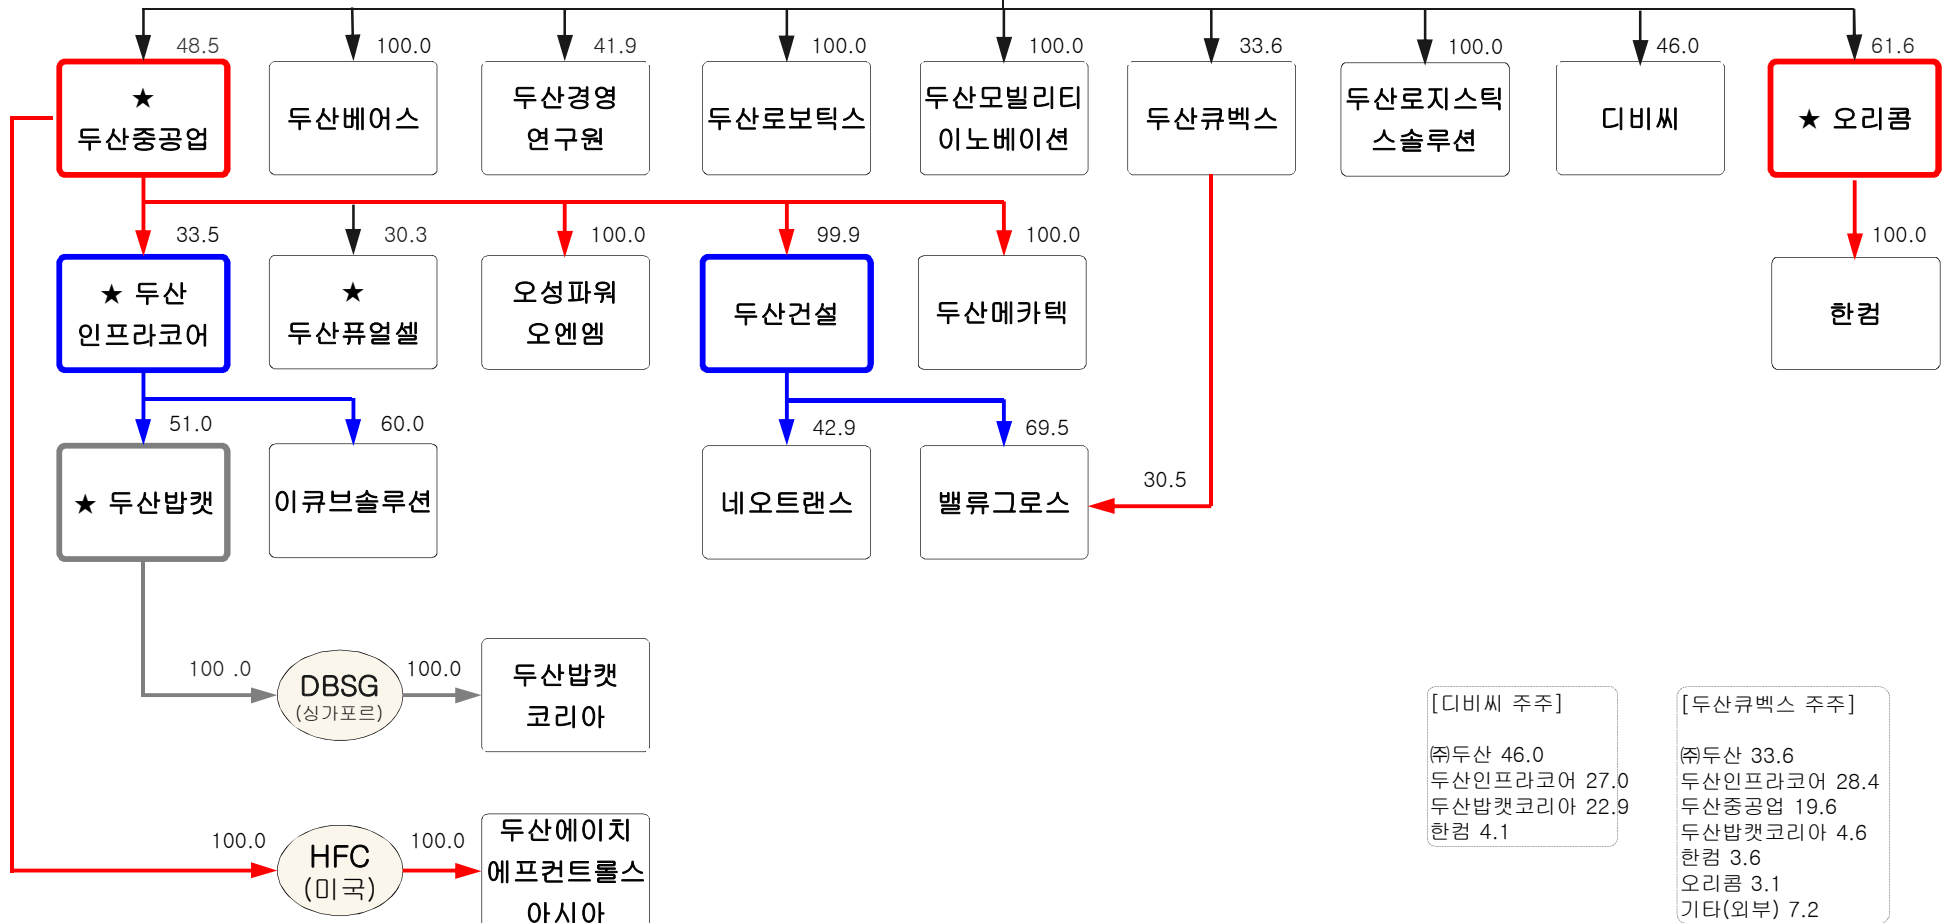 48.5
100.0
41.9
100.0
100.0
33.6
100.0
46.0
61.6
★
두산중공업
두산베어스
두산경영
연구원
두산로보틱스
두산모빌리티
이노베이션
두산큐벡스
두산로지스틱
스솔루션
디비씨
★ 오리콤
33.5
30.3
100.0
99.9
100.0
100.0
★ 두산
인프라코어
★
두산퓨얼셀
오성파워
오엔엠
두산건설
두산메카텍
한컴
51.0
60.0
42.9
69.5
30.5
★ 두산밥캣
이큐브솔루션
네오트랜스
밸류그로스
100 .0
DBSG
(싱가포르)
100.0
두산밥캣
코리아
100.0
HFC
(미국)
100.0
두산에이치
에프컨트롤스
아시아
[디비씨 주주]
㈜두산 46.0
두산인프라코어 27.0
두산밥캣코리아 22.9
한컴 4.1
[두산큐벡스 주주]
㈜두산 33.6
두산인프라코어 28.4
두산중공업 19.6
두산밥캣코리아 4.6
한컴 3.6
오리콤 3.1
기타(외부) 7.2